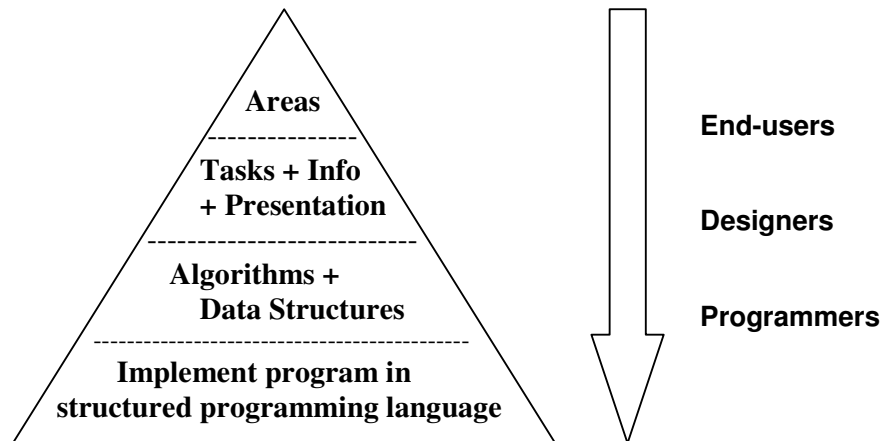 Areas
Tasks + Info
+ Presentation
Algorithms +
Data Structures
Implement program in
structured programming language
End-users
Designers
Programmers